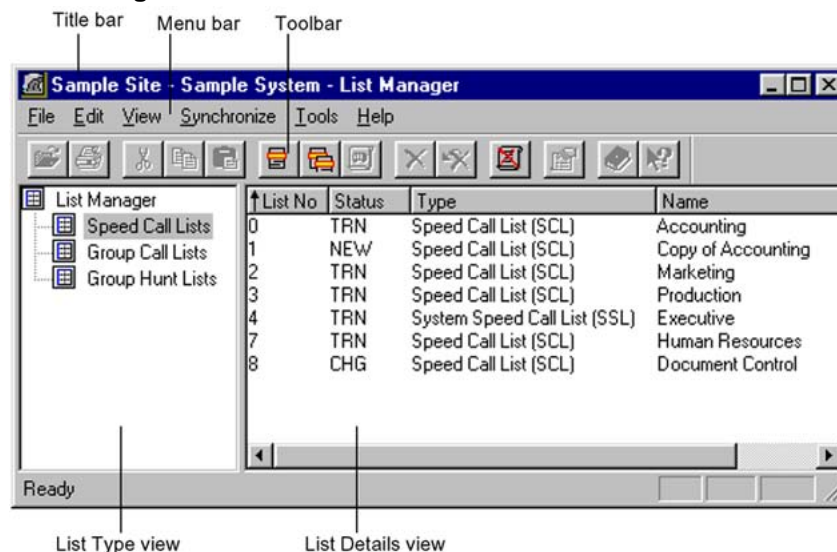 Title bar Menu bar Toolbar
Sample Site - Sample System - List Manager
File Edit View Synchronize Tools Help
List Manager
Speed Call Lists
Group Call Lists
Group Hunt Lists
List No Status Type Name
0 TRN Speed Call List (SCL) Accounting
1 NEW Speed Call List (SCL) Copy of Accounting
2 TRN Speed Call List (SCL) Marketing
3 TRN Speed Call List (SCL) Production
4 TRN System Speed Call List (SSL) Executive
7 TRN Speed Call List (SCL) Human Resources
8 CHG Speed Call List (SCL) Document Control
Ready
List Type view List Details view